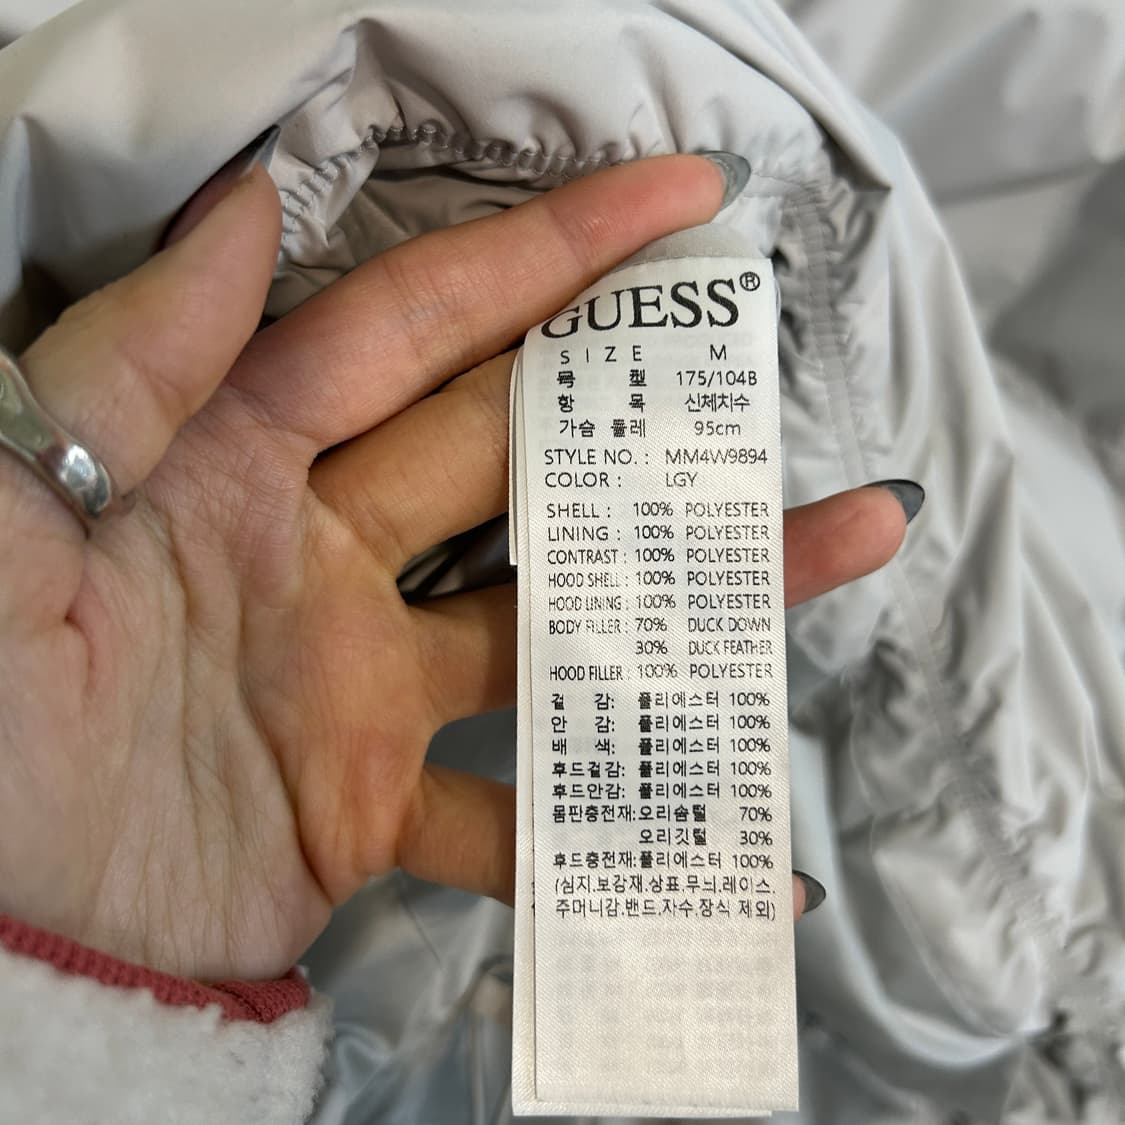 GUESS®
SIZE M
号 型 175/104B
항 목 신체치수
가슴 둘레 95cm
STYLE NO. : MM4W9894
COLOR : LGY
SHELL : 100% POLYESTER
LINING : 100% POLYESTER
CONTRAST : 100% POLYESTER
HOOD SHELL : 100% POLYESTER
HOOD LINING : 100% POLYESTER
BODY FILLER : 70% DUCK DOWN
30% DUCK FEATHER
HOOD FILLER : 100% POLYESTER
겉 감: 폴리에스터 100%
안 감: 폴리에스터 100%
배 색: 폴리에스터 100%
후드겉감: 폴리에스터 100%
후드안감: 폴리에스터 100%
몸판충전재:오리솜털 70%
오리깃털 30%
후드충전재:폴리에스터 100%
(심지.보강재.상표.무늬.레이스.
주머니감.밴드.자수.장식 제외)